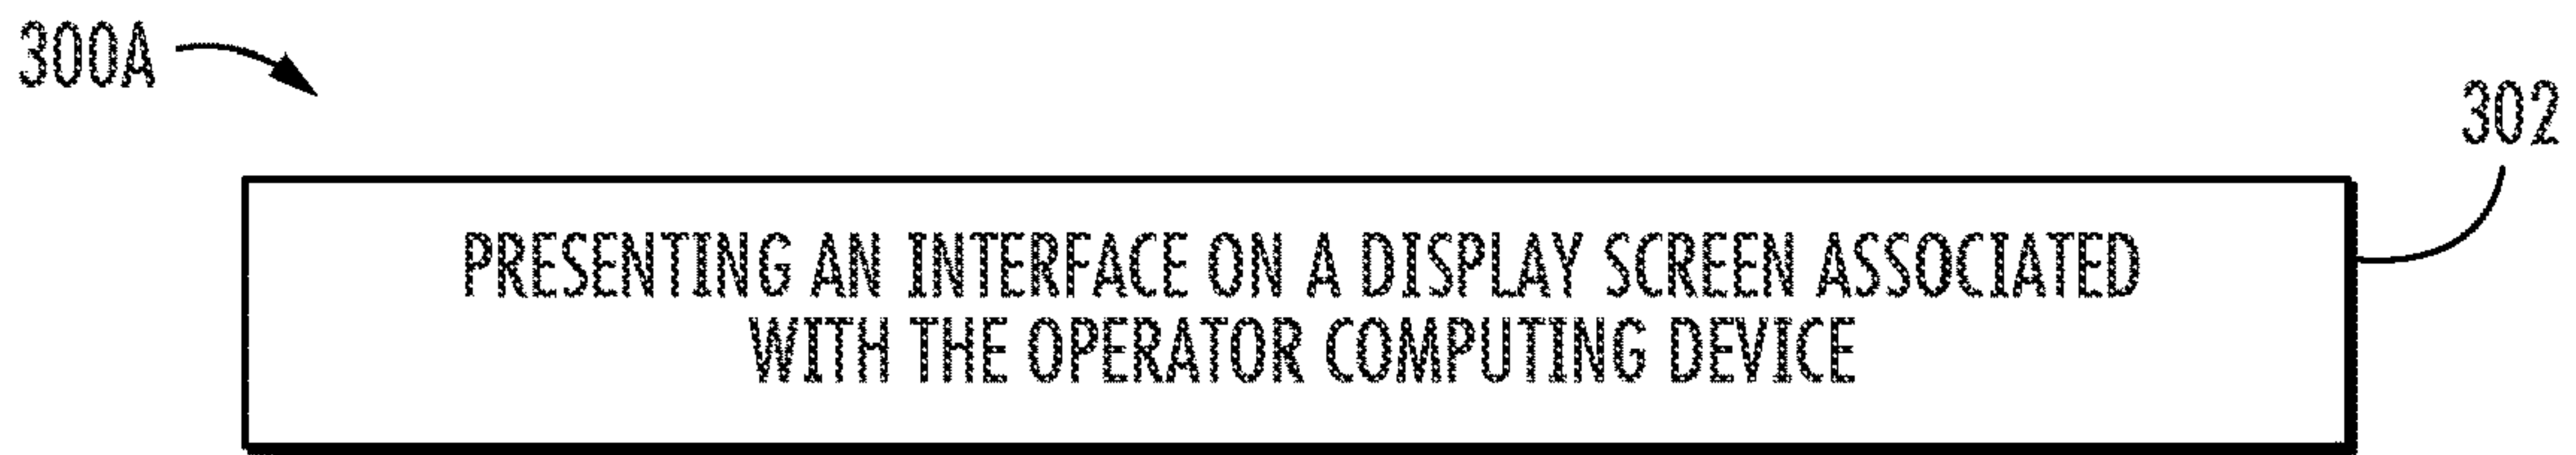 300A
302
PRESENTING AN INTERFACE ON A DISPLAY SCREEN ASSOCIATED
WITH THE OPERATOR COMPUTING DEVICE